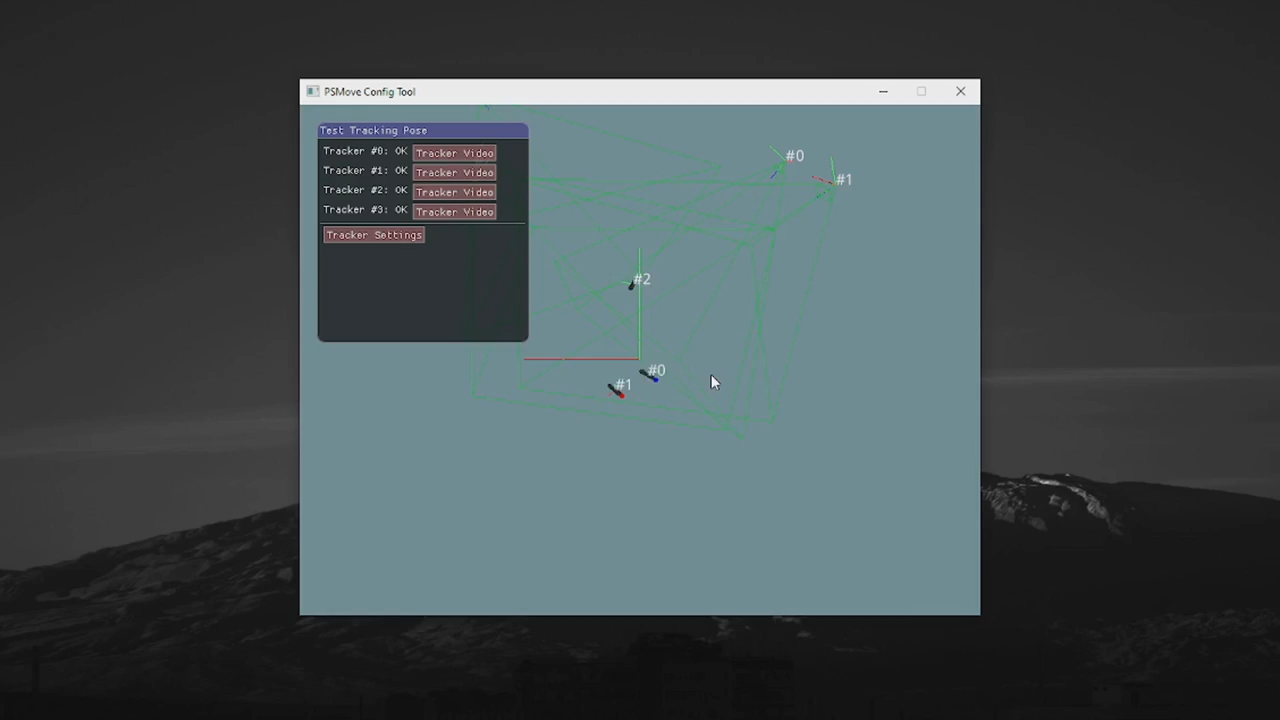 PSMove Config Tool
Test Tracking Pose
Tracker #0: OK Tracker Video
Tracker #1: OK Tracker Video
Tracker #2: OK Tracker Video
Tracker #3: OK Tracker Video
Tracker Settings
#0
#1
#2
#0
#1